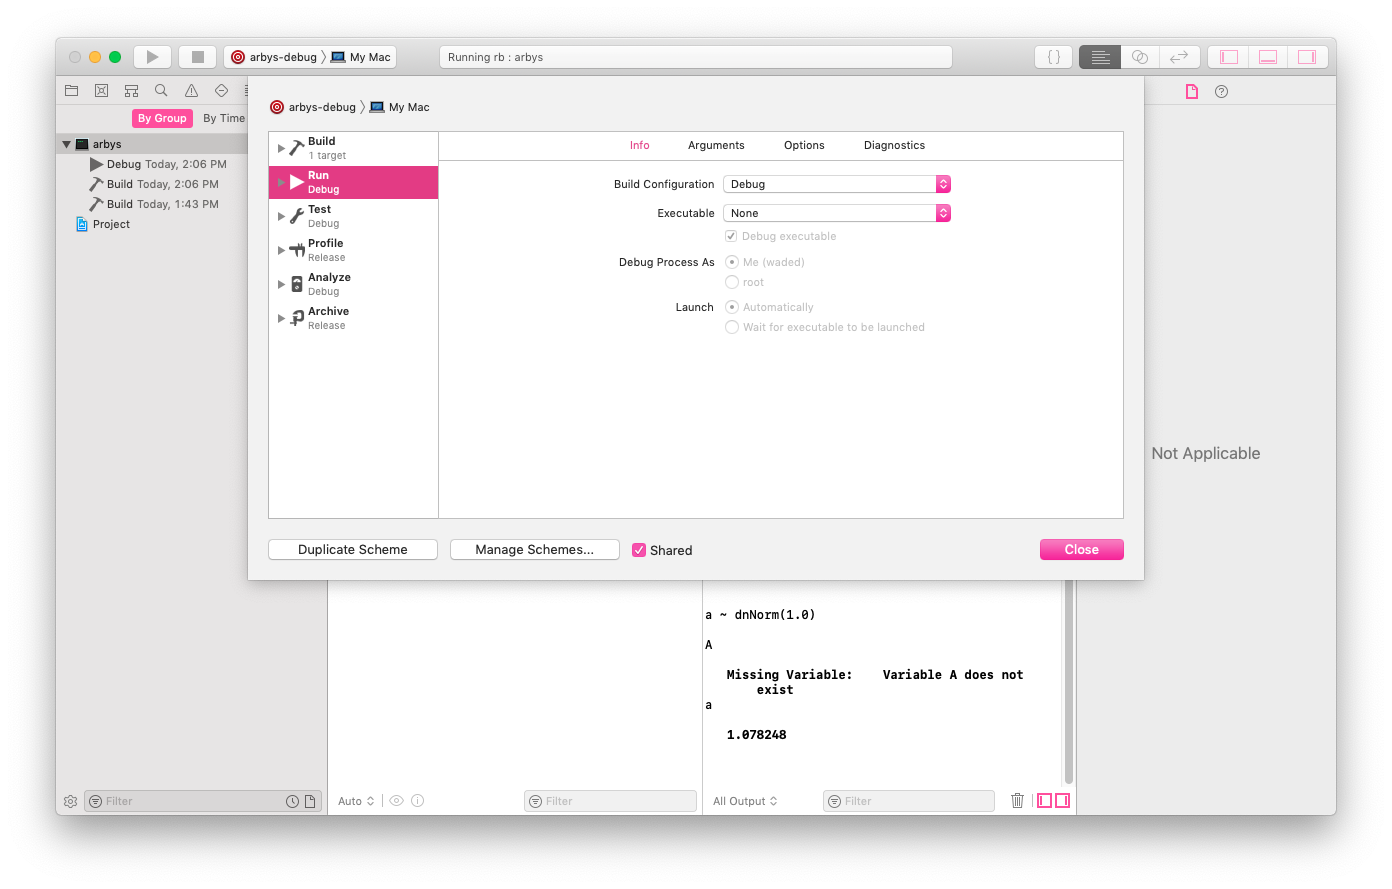 arbys-debug 〉 My Mac
Running rb : arbys
{ }
By Group By Time
arbys
Debug Today, 2:06 PM
Build Today, 2:06 PM
Build Today, 1:43 PM
Project
arbys-debug 〉 My Mac
Build
1 target
Run
Debug
Test
Debug
Profile
Release
Analyze
Debug
Archive
Release
Info Arguments Options Diagnostics
Build Configuration Debug
Executable None
Debug executable
Debug Process As Me (waded)
root
Launch Automatically
Wait for executable to be launched
Duplicate Scheme Manage Schemes... Shared Close
Not Applicable
a ~ dnNorm(1.0)
A
Missing Variable: Variable A does not
exist
a
1.078248
Filter Auto Filter All Output Filter